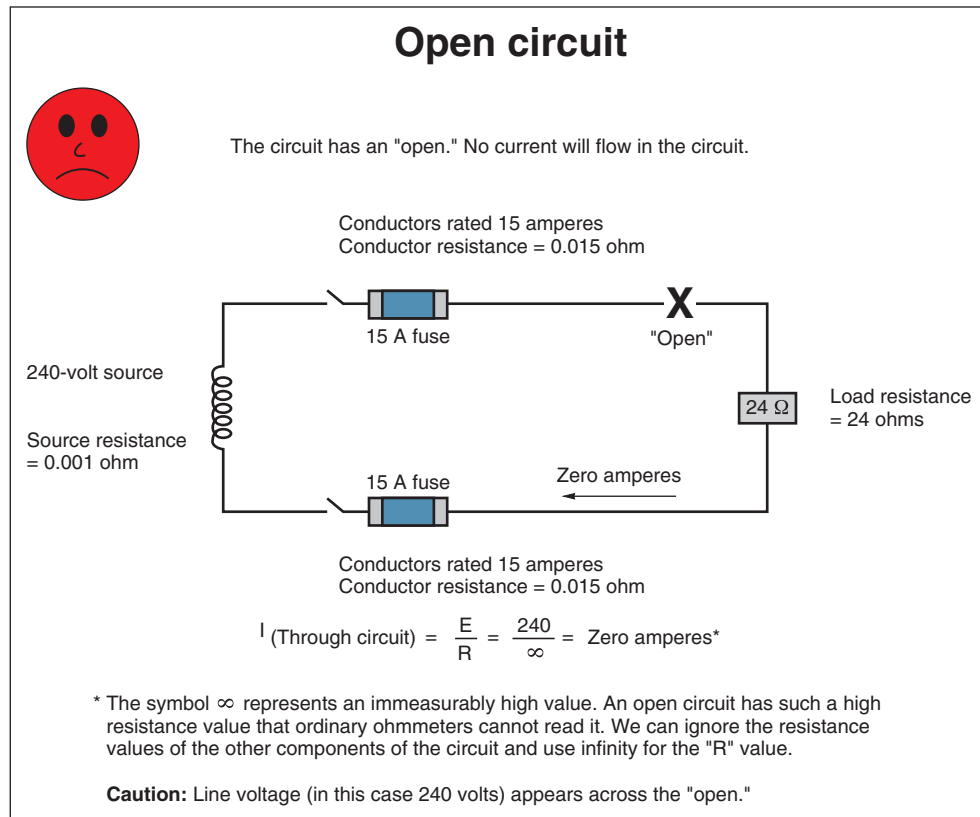 Open circuit
The circuit has an "open." No current will flow in the circuit.
Conductors rated 15 amperes
Conductor resistance = 0.015 ohm
15 A fuse
X
"Open"
240-volt source
Source resistance
= 0.001 ohm
24 Ω
Load resistance
= 24 ohms
15 A fuse
Zero amperes
Conductors rated 15 amperes
Conductor resistance = 0.015 ohm
I (Through circuit) = E/R = 240/∞ = Zero amperes*
* The symbol ∞ represents an immeasurably high value. An open circuit has such a high
resistance value that ordinary ohmmeters cannot read it. We can ignore the resistance
values of the other components of the circuit and use infinity for the "R" value.
Caution: Line voltage (in this case 240 volts) appears across the "open."